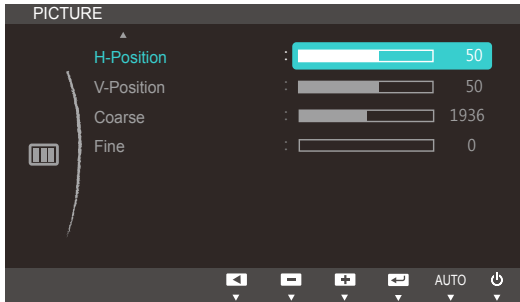 PICTURE
H-Position : 50
V-Position : 50
Coarse : 1936
Fine : 0
AUTO